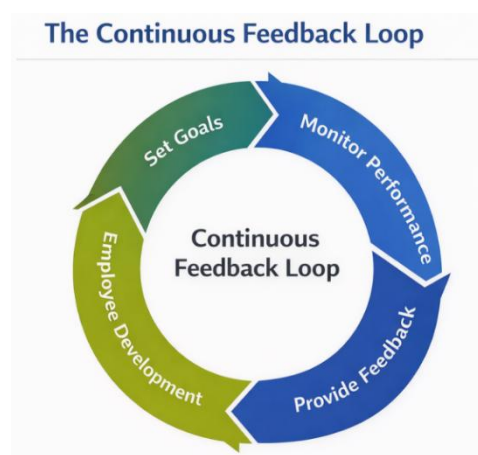 The Continuous Feedback Loop
Set Goals
Monitor Performance
Provide Feedback
Employee Development
Continuous
Feedback Loop